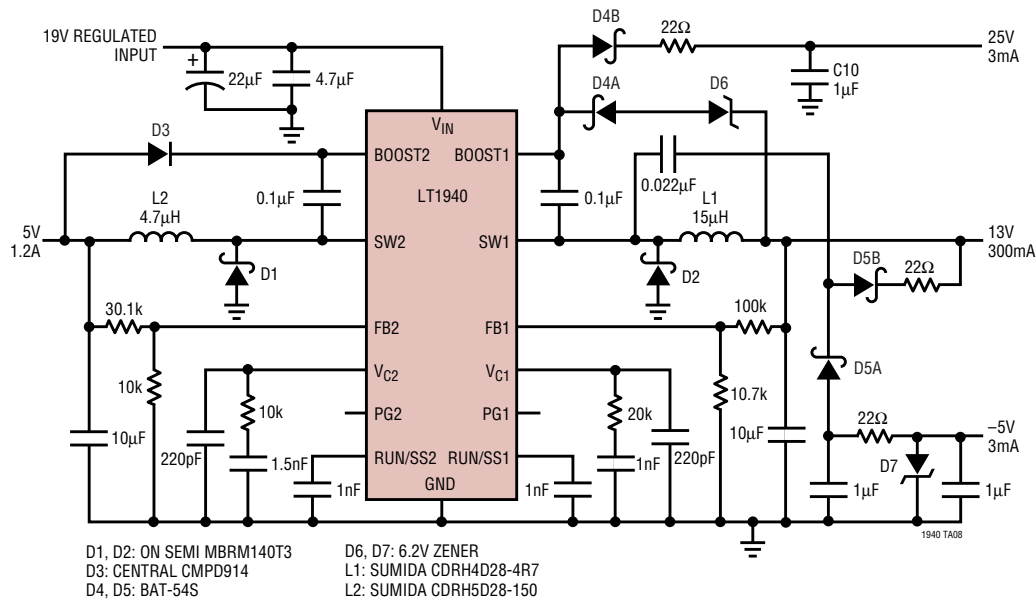 19V REGULATED
INPUT
+
22µF
4.7µF
D4B
22Ω
25V
3mA
C10
1µF
D4A
D6
D3
VIN
BOOST2
BOOST1
LT1940
0.1µF
0.1µF
0.022µF
L2
4.7µH
L1
15µH
5V
1.2A
SW2
SW1
13V
300mA
D1
D2
D5B
22Ω
30.1k
FB2
FB1
100k
10k
VC2
VC1
D5A
10.7k
10k
PG2
PG1
20k
22Ω
–5V
3mA
10µF
220pF
1.5nF
RUN/SS2
RUN/SS1
1nF
220pF
10µF
D7
1nF
GND
1nF
1µF
1µF
1940 TA08
D1, D2: ON SEMI MBRM140T3
D3: CENTRAL CMPD914
D4, D5: BAT-54S
D6, D7: 6.2V ZENER
L1: SUMIDA CDRH4D28-4R7
L2: SUMIDA CDRH5D28-150